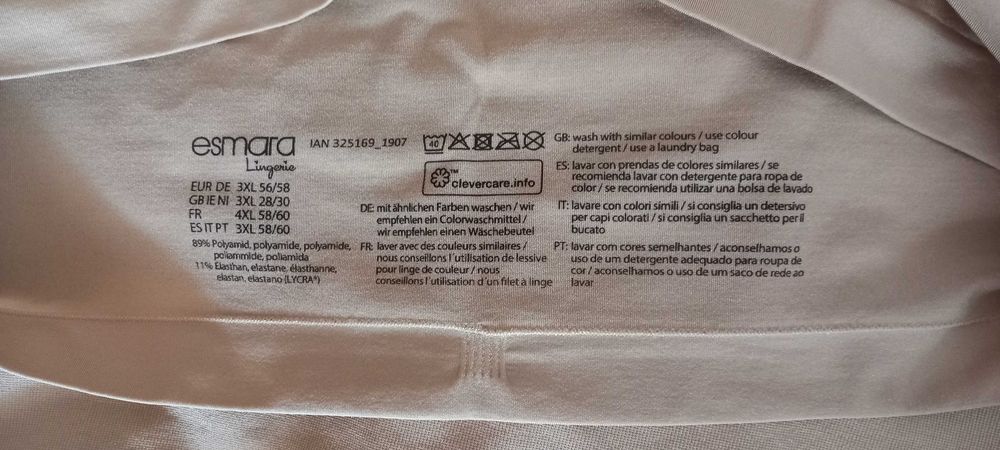 esmara
Lingerie
IAN 325169_1907
EUR DE 3XL 56/58
GB IE NI 3XL 28/30
FR 4XL 58/60
ES IT PT 3XL 58/60
89% Polyamid, polyamide, polyamide,
poliammide, poliamida
11% Elasthan, elastane, élasthanne,
elastan, elastano (LYCRA®)
40
clevercare.info
DE: mit ähnlichen Farben waschen / wir
empfehlen ein Colorwaschmittel /
wir empfehlen einen Wäschebeutel
FR: laver avec des couleurs similaires /
nous conseillons l'utilisation de lessive
pour linge de couleur / nous
conseillons l'utilisation d'un filet à linge
GB: wash with similar colours / use colour
detergent / use a laundry bag
ES: lavar con prendas de colores similares / se
recomienda lavar con detergente para ropa de
color / se recomienda utilizar una bolsa de lavado
IT: lavare con colori simili / si consiglia un detersivo
per capi colorati / si consiglia un sacchetto per il
bucato
PT: lavar com cores semelhantes / aconselhamos o
uso de um detergente adequado para roupa de
cor / aconselhamos o uso de um saco de rede ao
lavar